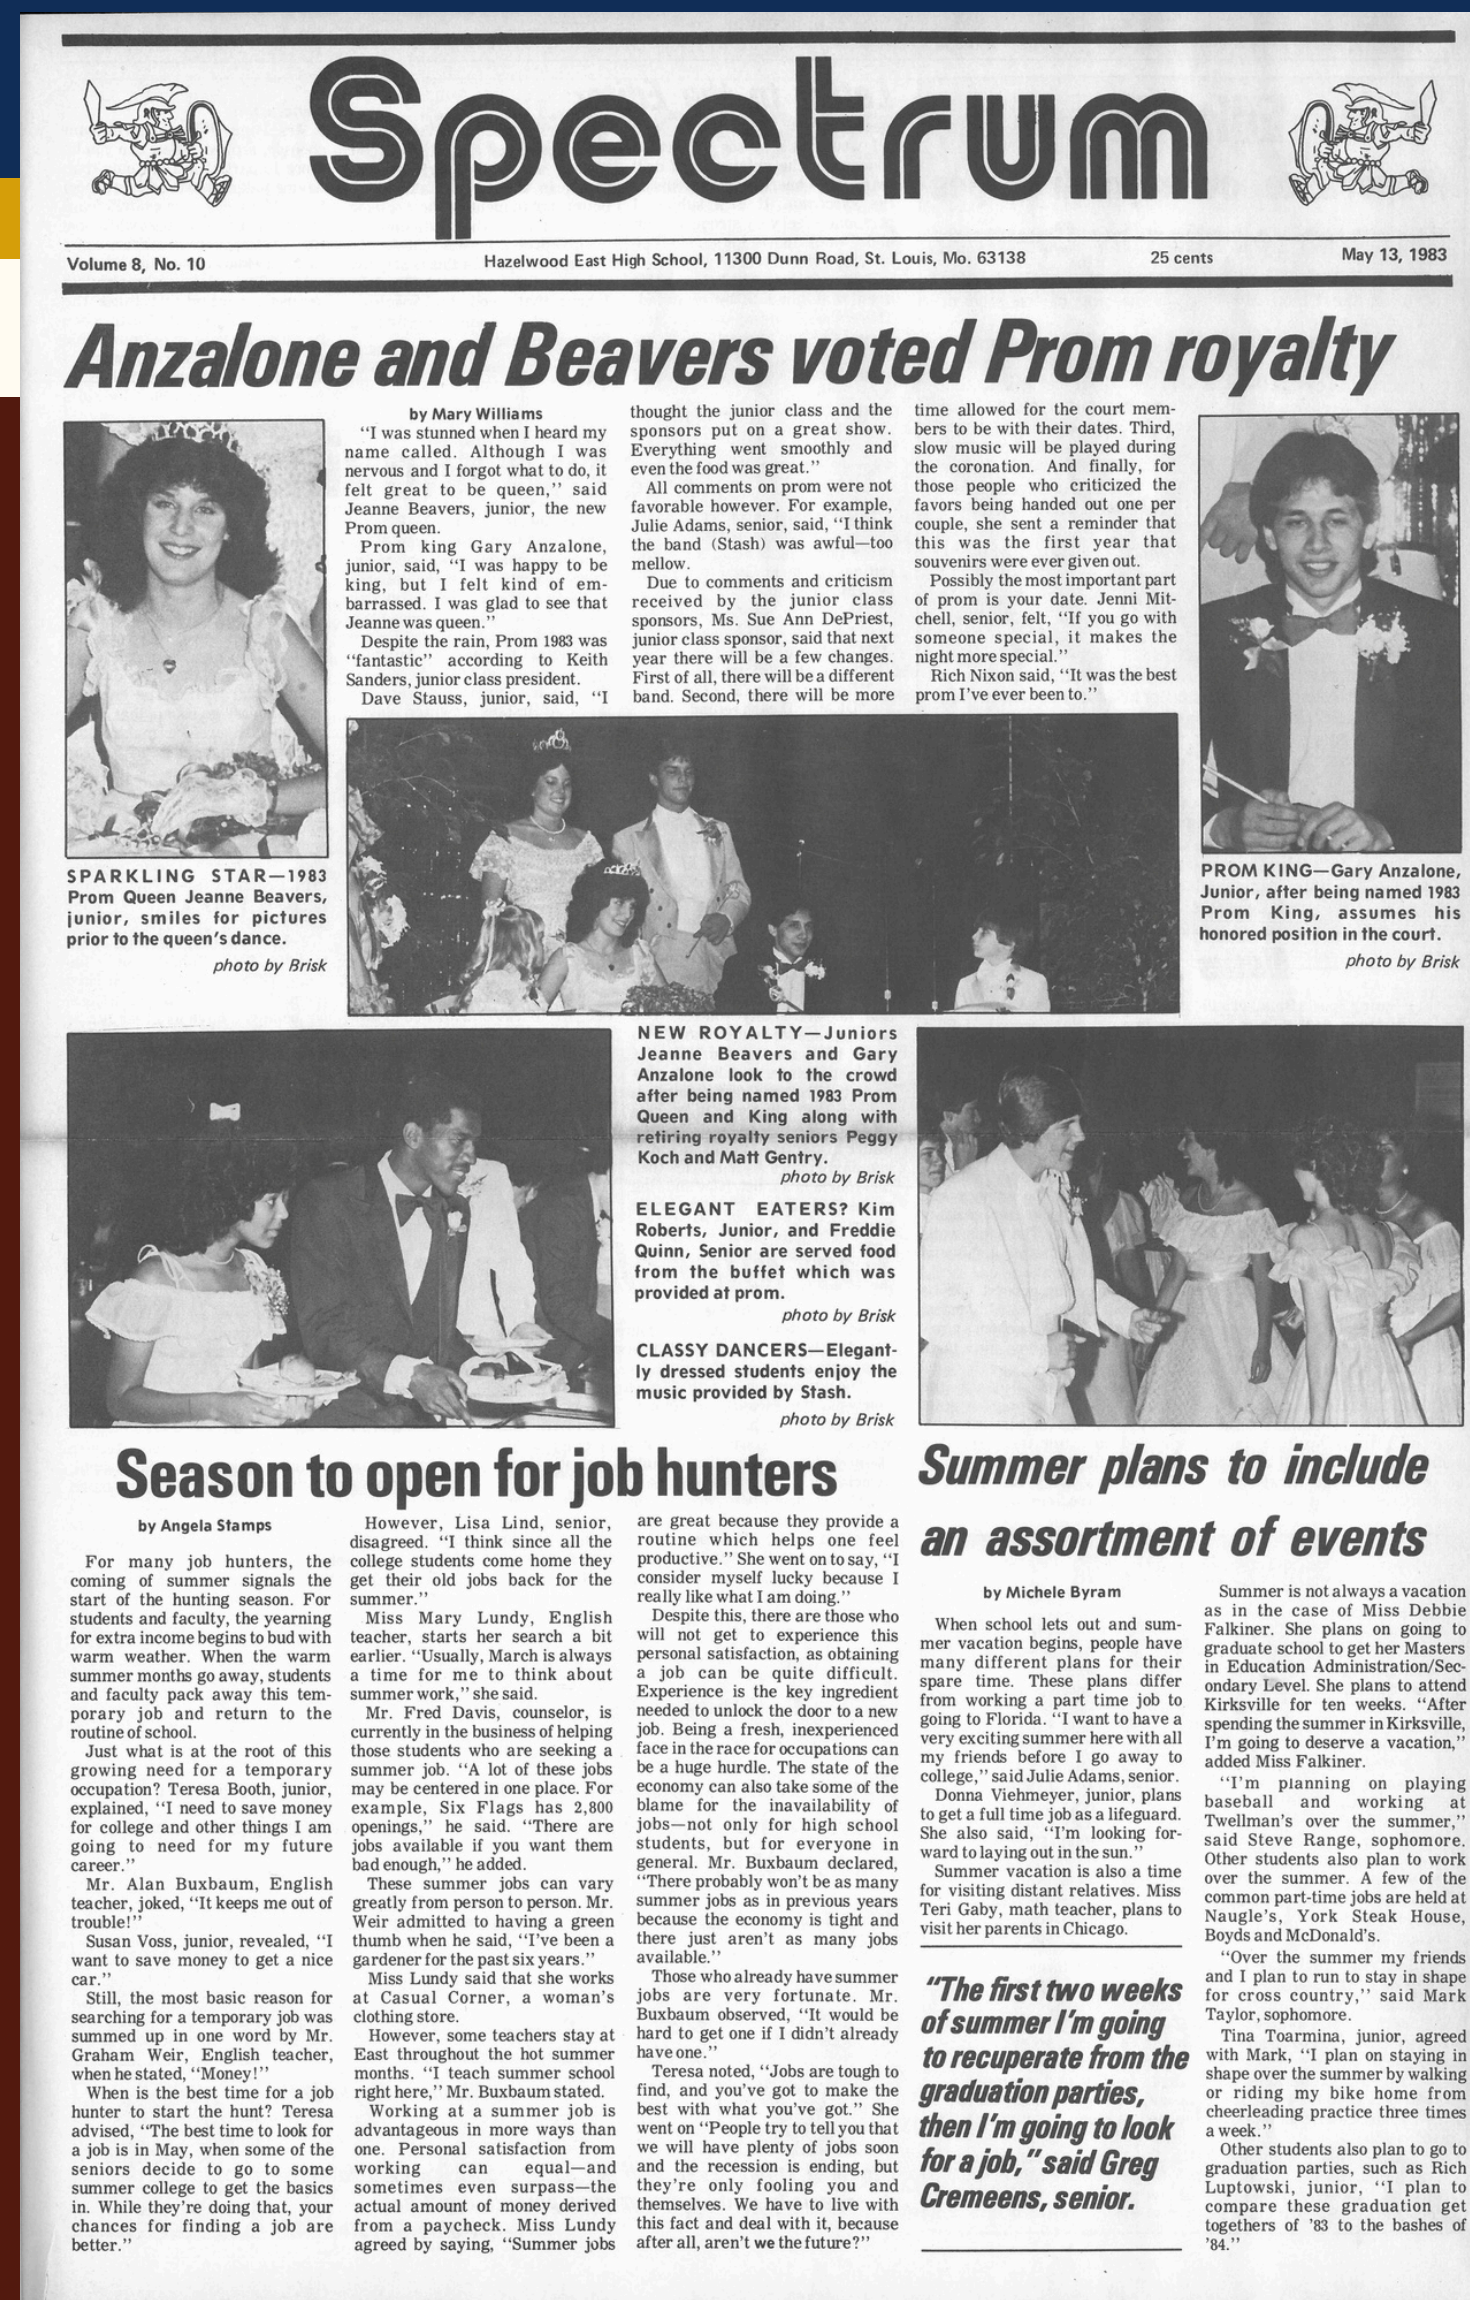 Spectrum
Volume 8, No. 10
Hazelwood East High School, 11300 Dunn Road, St. Louis, Mo. 63138
25 cents
May 13, 1983
Anzalone and Beavers voted Prom royalty
by Mary Williams
“I was stunned when I heard my
name called. Although I was
nervous and I forgot what to do, it
felt great to be queen,” said
Jeanne Beavers, junior, the new
Prom queen.
Prom king Gary Anzalone,
junior, said, “I was happy to be
king, but I felt kind of em-
barrassed. I was glad to see that
Jeanne was queen.”
Despite the rain, Prom 1983 was
“fantastic” according to Keith
Sanders, junior class president.
Dave Stauss, junior, said, “I
thought the junior class and the
sponsors put on a great show.
Everything went smoothly and
even the food was great.”
All comments on prom were not
favorable however. For example,
Julie Adams, senior, said, “I think
the band (Stash) was awful—too
mellow.
Due to comments and criticism
received by the junior class
sponsors, Ms. Sue Ann DePriest,
junior class sponsor, said that next
year there will be a few changes.
First of all, there will be a different
band. Second, there will be more
time allowed for the court mem-
bers to be with their dates. Third,
slow music will be played during
the coronation. And finally, for
those people who criticized the
favors being handed out one per
couple, she sent a reminder that
this was the first year that
souvenirs were ever given out.
Possibly the most important part
of prom is your date. Jenni Mit-
chell, senior, felt, “If you go with
someone special, it makes the
night more special.”
Rich Nixon said, “It was the best
prom I’ve ever been to.”
SPARKLING STAR—1983
Prom Queen Jeanne Beavers,
junior, smiles for pictures
prior to the queen’s dance.
photo by Brisk
PROM KING—Gary Anzalone,
Junior, after being named 1983
Prom King, assumes his
honored position in the court.
photo by Brisk
NEW ROYALTY—Juniors
Jeanne Beavers and Gary
Anzalone look to the crowd
after being named 1983 Prom
Queen and King along with
retiring royalty seniors Peggy
Koch and Matt Gentry.
photo by Brisk
ELEGANT EATERS? Kim
Roberts, Junior, and Freddie
Quinn, Senior are served food
from the buffet which was
provided at prom.
photo by Brisk
CLASSY DANCERS—Elegant-
ly dressed students enjoy the
music provided by Stash.
photo by Brisk
Season to open for job hunters
by Angela Stamps
For many job hunters, the
coming of summer signals the
start of the hunting season. For
students and faculty, the yearning
for extra income begins to bud with
warm weather. When the warm
summer months go away, students
and faculty pack away this tem-
porary job and return to the
routine of school.
Just what is at the root of this
growing need for a temporary
occupation? Teresa Booth, junior,
explained, “I need to save money
for college and other things I am
going to need for my future
career.”
Mr. Alan Buxbaum, English
teacher, joked, “It keeps me out of
trouble!”
Susan Voss, junior, revealed, “I
want to save money to get a nice
car.”
Still, the most basic reason for
searching for a temporary job was
summed up in one word by Mr.
Graham Weir, English teacher,
when he stated, “Money!”
When is the best time for a job
hunter to start the hunt? Teresa
advised, “The best time to look for
a job is in May, when some of the
seniors decide to go to some
summer college to get the basics
in. While they’re doing that, your
chances for finding a job are
better.”
However, Lisa Lind, senior,
disagreed. “I think since all the
college students come home they
get their old jobs back for the
summer.”
Miss Mary Lundy, English
teacher, starts her search a bit
earlier. “Usually, March is always
a time for me to think about
summer work,” she said.
Mr. Fred Davis, counselor, is
currently in the business of helping
those students who are seeking a
summer job. “A lot of these jobs
may be centered in one place. For
example, Six Flags has 2,800
openings,” he said. “There are
jobs available if you want them
bad enough,” he added.
These summer jobs can vary
greatly from person to person. Mr.
Weir admitted to having a green
thumb when he said, “I’ve been a
gardener for the past six years.”
Miss Lundy said that she works
at Casual Corner, a woman’s
clothing store.
However, some teachers stay at
East throughout the hot summer
months. “I teach summer school
right here,” Mr. Buxbaum stated.
Working at a summer job is
advantageous in more ways than
one. Personal satisfaction from
working can equal—and
sometimes even surpass—the
actual amount of money derived
from a paycheck. Miss Lundy
agreed by saying, “Summer jobs
are great because they provide a
routine which helps one feel
productive.” She went on to say, “I
consider myself lucky because I
really like what I am doing.”
Despite this, there are those who
will not get to experience this
personal satisfaction, as obtaining
a job can be quite difficult.
Experience is the key ingredient
needed to unlock the door to a new
job. Being a fresh, inexperienced
face in the race for occupations can
be a huge hurdle. The state of the
economy can also take some of the
blame for the inavailability of
jobs—not only for high school
students, but for everyone in
general. Mr. Buxbaum declared,
“There probably won’t be as many
summer jobs as in previous years
because the economy is tight and
there just aren’t as many jobs
available.”
Those who already have summer
jobs are very fortunate. Mr.
Buxbaum observed, “It would be
hard to get one if I didn’t already
have one.”
Teresa noted, “Jobs are tough to
find, and you’ve got to make the
best with what you’ve got.” She
went on “People try to tell you that
we will have plenty of jobs soon
and the recession is ending, but
they’re only fooling you and
themselves. We have to live with
this fact and deal with it, because
after all, aren’t we the future?”
Summer plans to include
an assortment of events
by Michele Byram
When school lets out and sum-
mer vacation begins, people have
many different plans for their
spare time. These plans differ
from working a part time job to
going to Florida. “I want to have a
very exciting summer here with all
my friends before I go away to
college,” said Julie Adams, senior.
Donna Viehmeyer, junior, plans
to get a full time job as a lifeguard.
She also said, “I’m looking for-
ward to laying out in the sun.”
Summer vacation is also a time
for visiting distant relatives. Miss
Teri Gaby, math teacher, plans to
visit her parents in Chicago.
“The first two weeks
of summer I’m going
to recuperate from the
graduation parties,
then I’m going to look
for a job,” said Greg
Cremeens, senior.
Summer is not always a vacation
as in the case of Miss Debbie
Falkiner. She plans on going to
graduate school to get her Masters
in Education Administration/Sec-
ondary Level. She plans to attend
Kirksville for ten weeks. “After
spending the summer in Kirksville,
I’m going to deserve a vacation,”
added Miss Falkiner.
“I’m planning on playing
baseball and working at
Twellman’s over the summer,”
said Steve Range, sophomore.
Other students also plan to work
over the summer. A few of the
common part-time jobs are held at
Naugle’s, York Steak House,
Boyds and McDonald’s.
“Over the summer my friends
and I plan to run to stay in shape
for cross country,” said Mark
Taylor, sophomore.
Tina Toarmina, junior, agreed
with Mark, “I plan on staying in
shape over the summer by walking
or riding my bike home from
cheerleading practice three times
a week.”
Other students also plan to go to
graduation parties, such as Rich
Luptowski, junior, “I plan to
compare these graduation get
togethers of ’83 to the bashes of
’84.”